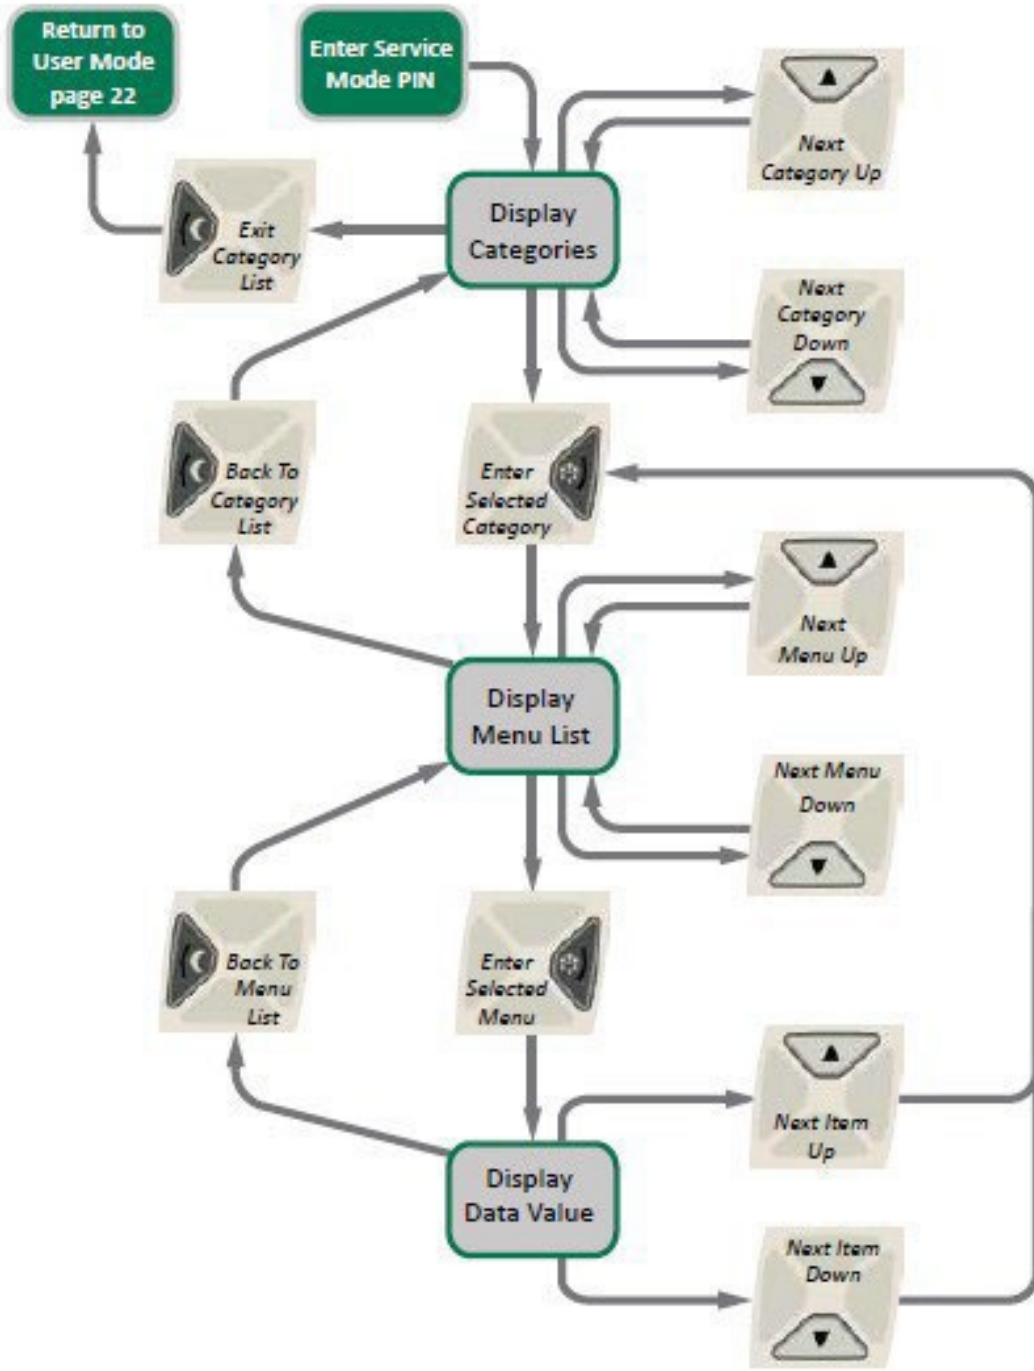 Return to
User Mode
page 22
Enter Service
Mode PIN
Next
Category Up
Display
Categories
Exit
Category
List
Next
Category
Down
Back To
Category
List
Enter
Selected
Category
Next
Menu Up
Display
Menu List
Next Menu
Down
Back To
Menu
List
Enter
Selected
Menu
Next Item
Up
Display
Data Value
Next Item
Down